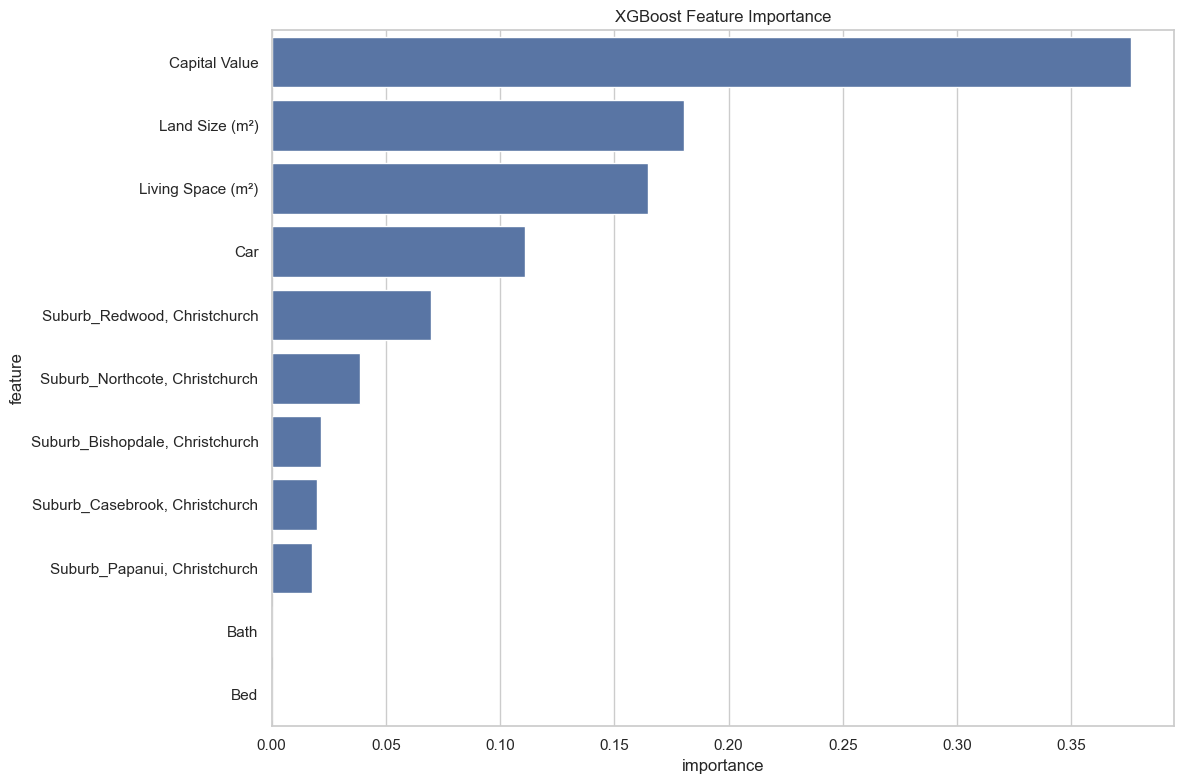 XGBoost Feature Importance
Capital Value
Land Size (m²)
Living Space (m²)
Car
Suburb_Redwood, Christchurch
Suburb_Northcote, Christchurch
Suburb_Bishopdale, Christchurch
Suburb_Casebrook, Christchurch
Suburb_Papanui, Christchurch
Bath
Bed
feature
0.00 0.05 0.10 0.15 0.20 0.25 0.30 0.35
importance